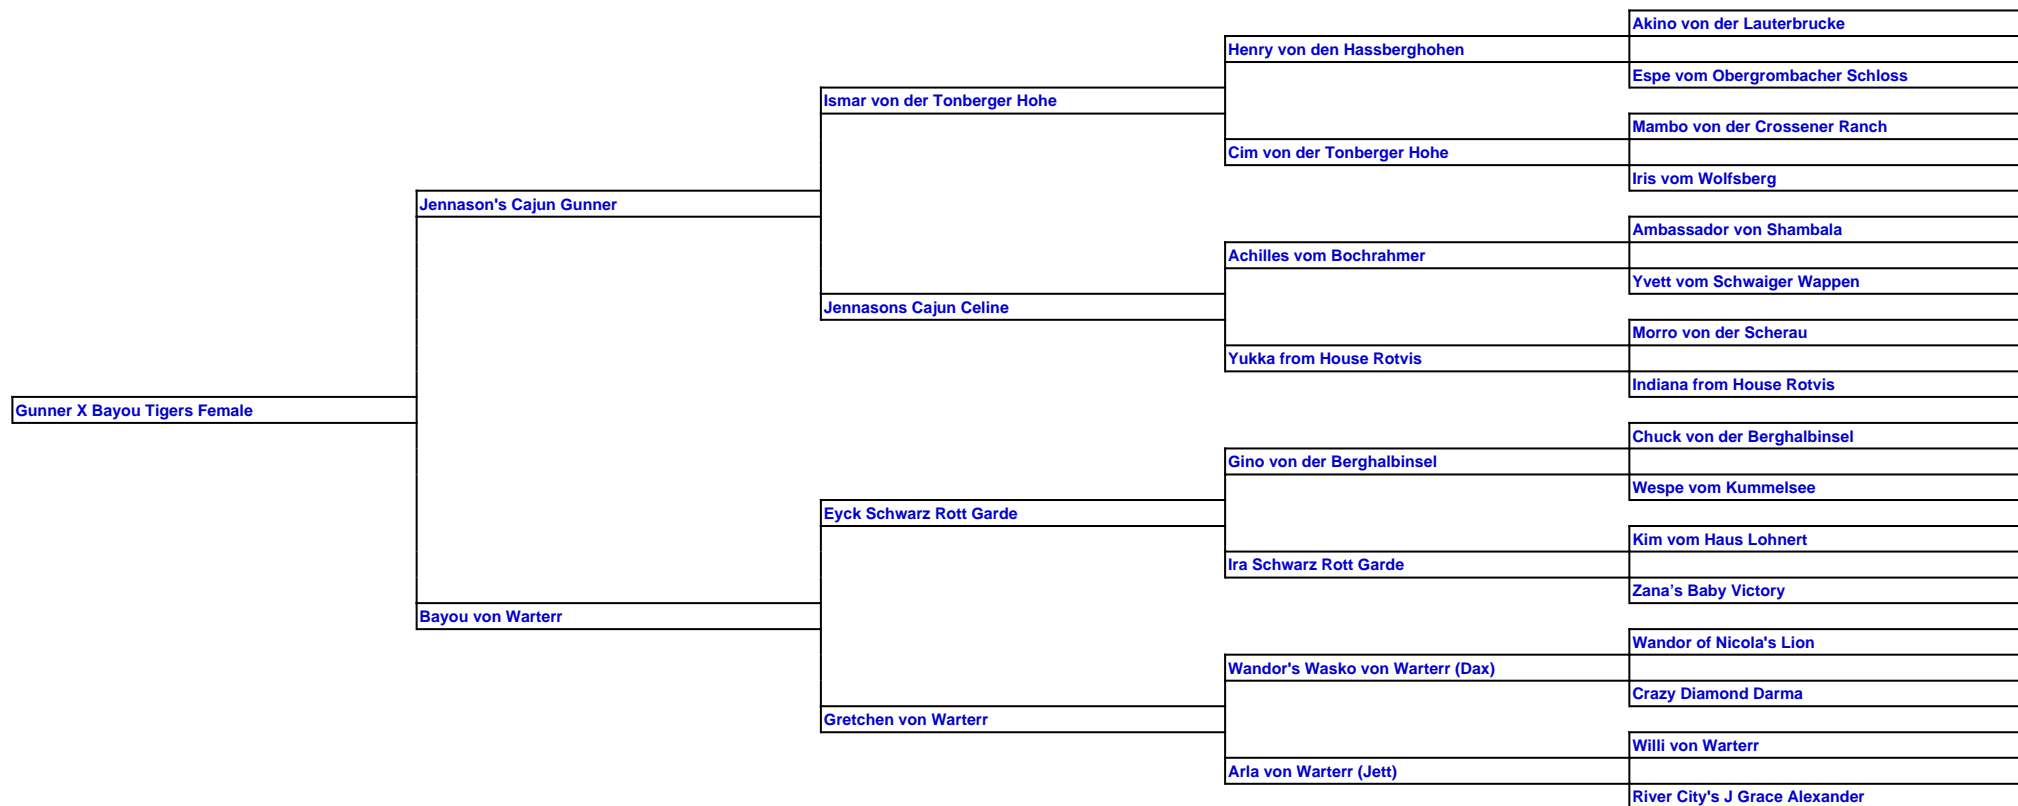 Akino von der Lauterbrucke
Henry von den Hassberghohen
Espe vom Obergrombacher Schloss
Ismar von der Tonberger Hohe
Mambo von der Crossener Ranch
Cim von der Tonberger Hohe
Iris vom Wolfsberg
Jennason's Cajun Gunner
Ambassador von Shambala
Achilles vom Bochrahmer
Yvett vom Schwaiger Wappen
Jennasons Cajun Celine
Morro von der Scherau
Yukka from House Rotvis
Indiana from House Rotvis
Gunner X Bayou Tigers Female
Chuck von der Berghalbinsel
Gino von der Berghalbinsel
Wespe vom Kummelsee
Eyck Schwarz Rott Garde
Kim vom Haus Lohnert
Ira Schwarz Rott Garde
Zana’s Baby Victory
Bayou von Warterr
Wandor of Nicola's Lion
Wandor's Wasko von Warterr (Dax)
Crazy Diamond Darma
Gretchen von Warterr
Willi von Warterr
Arla von Warterr (Jett)
River City's J Grace Alexander